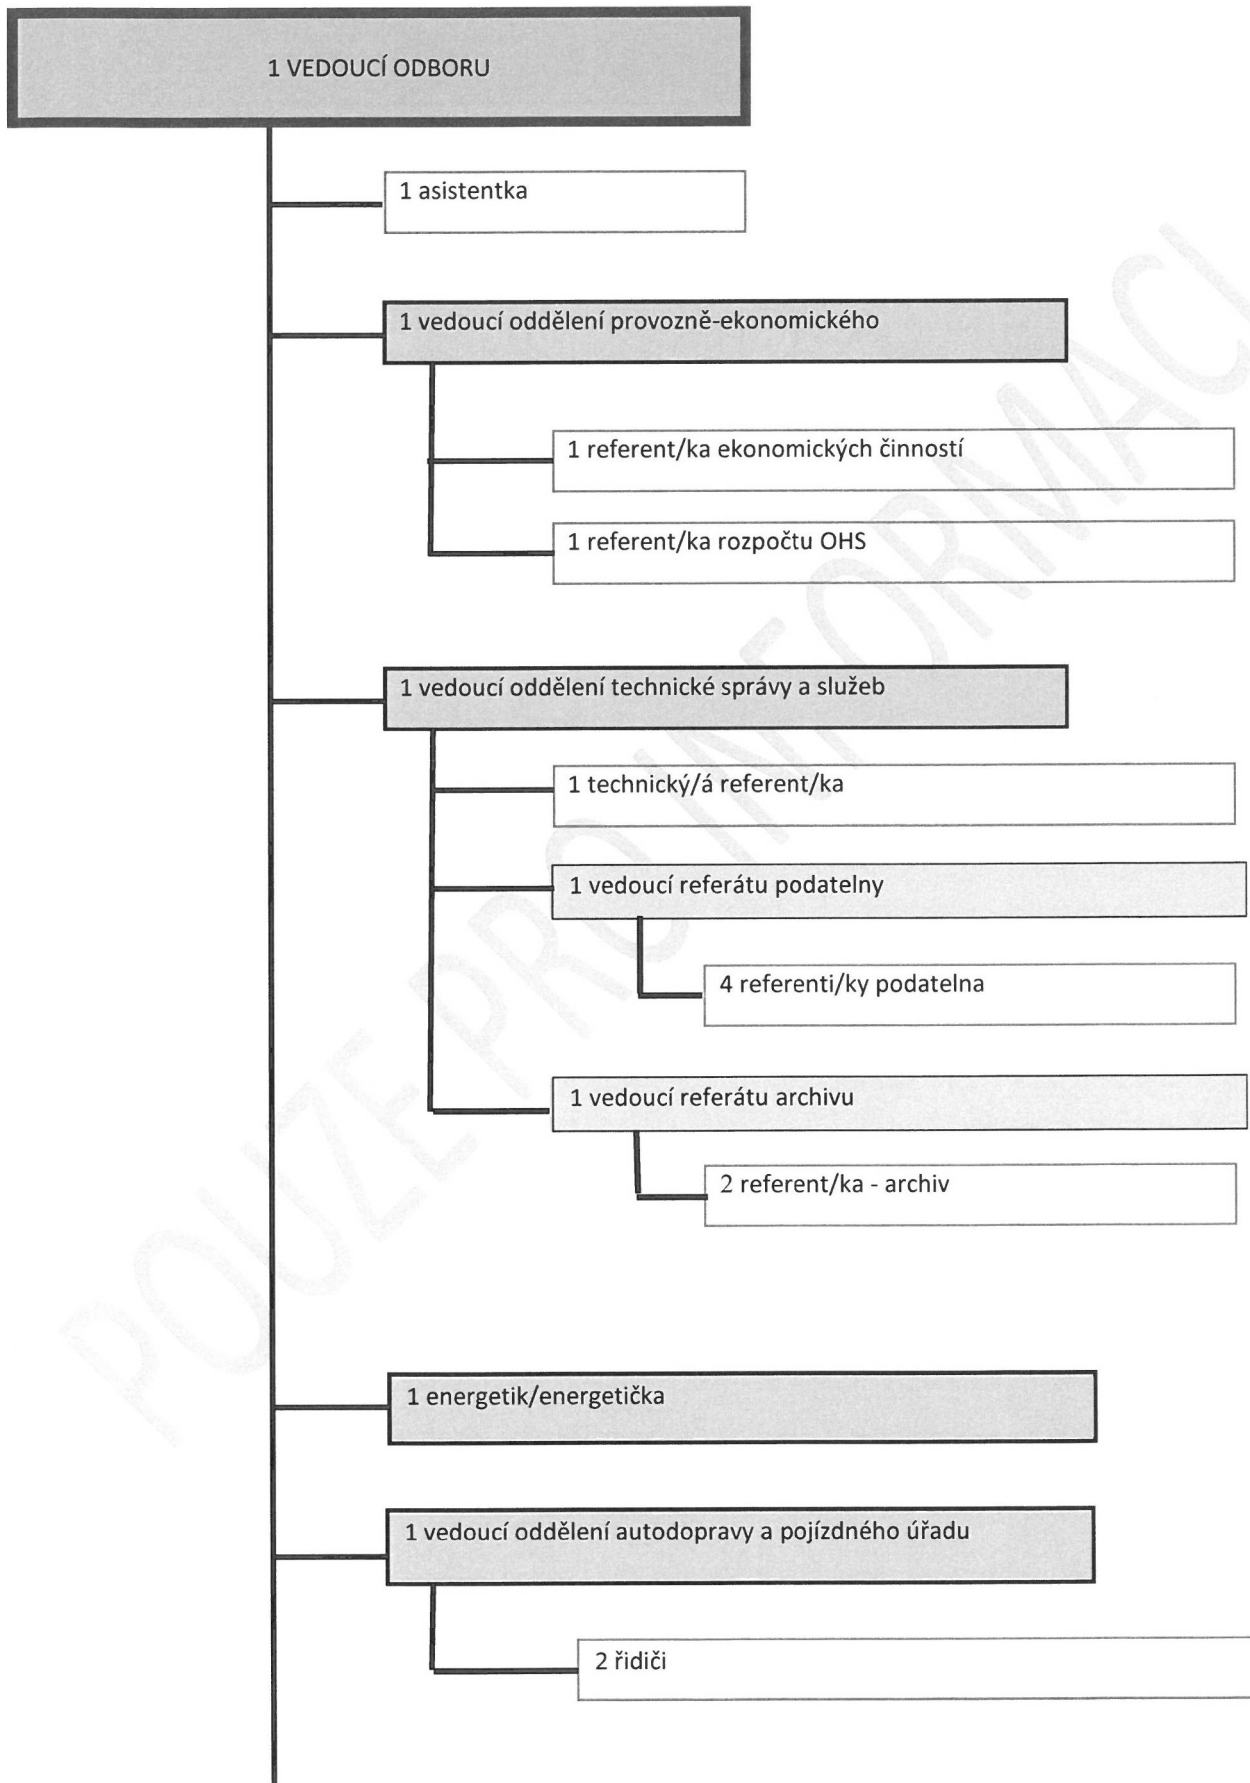 1 VEDOUCÍ ODBORU
1 asistentka
1 vedoucí oddělení provozně-ekonomického
1 referent/ka ekonomických činností
1 referent/ka rozpočtu OHS
1 vedoucí oddělení technické správy a služeb
1 technický/á referent/ka
1 vedoucí referátu podatelny
4 referenti/ky podatelna
1 vedoucí referátu archivu
2 referent/ka - archiv
1 energetik/energetička
1 vedoucí oddělení autodopravy a pojízdného úřadu
2 řidiči
POUZE PRO INFORMACI